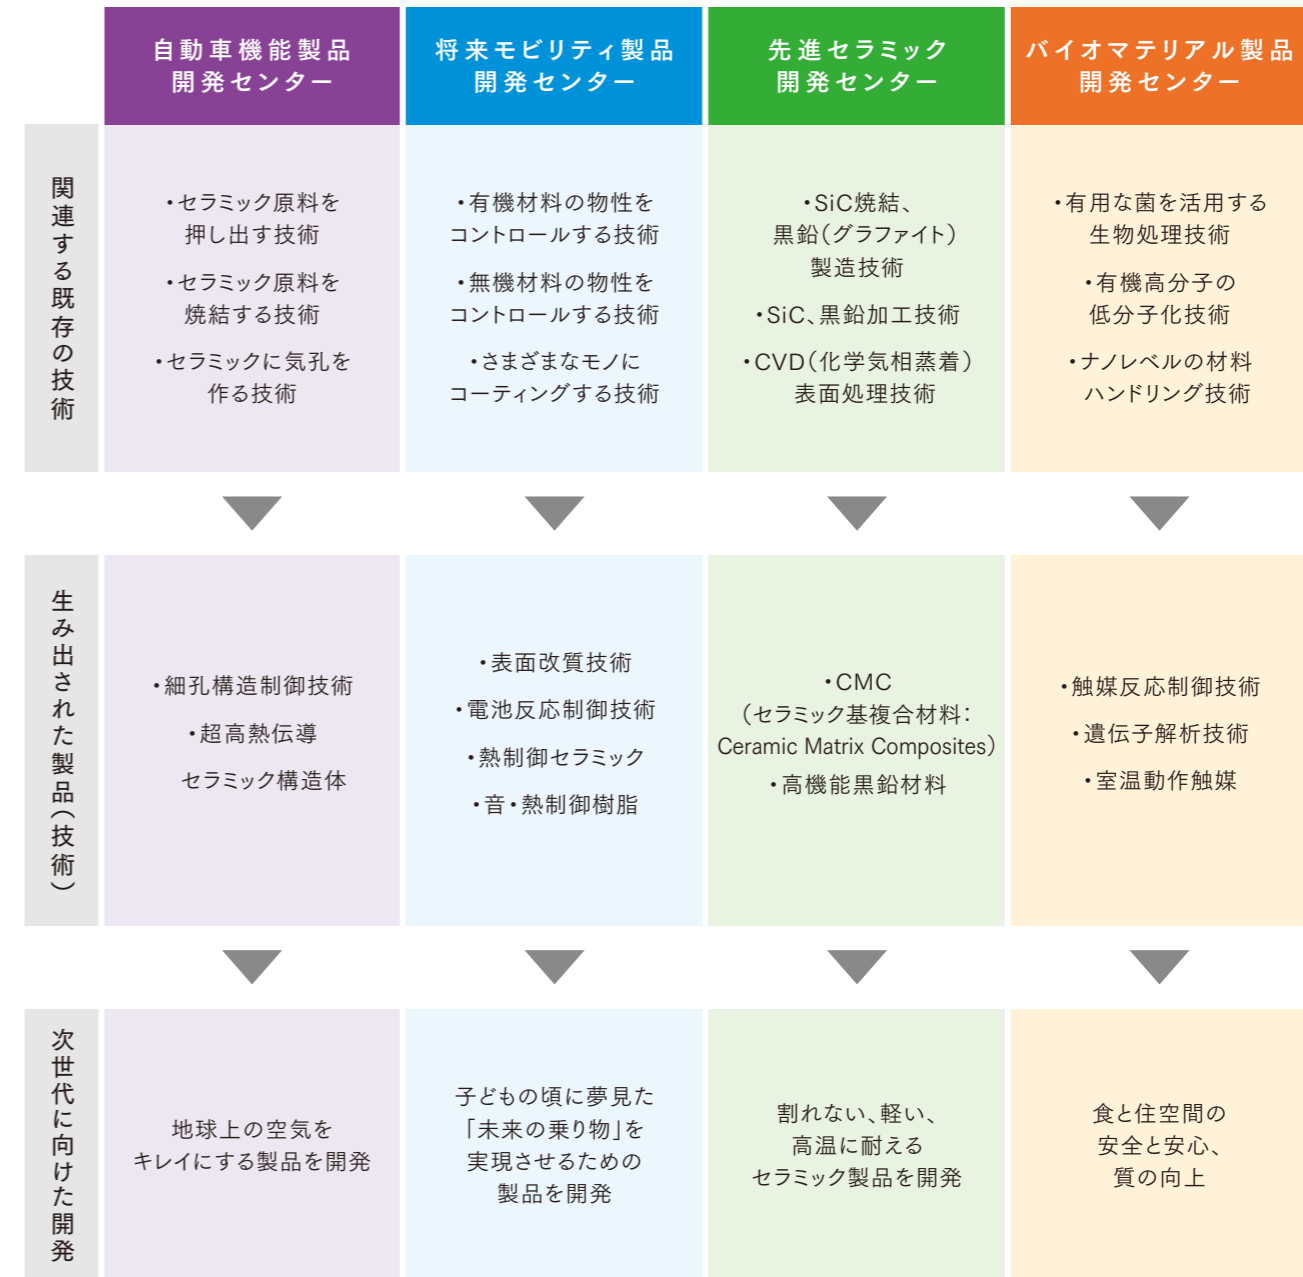 自動車機能製品
開発センター
将来モビリティ製品
開発センター
先進セラミック
開発センター
バイオマテリアル製品
開発センター
関連する既存の技術
・セラミック原料を
押し出す技術
・セラミック原料を
焼結する技術
・セラミックに気孔を
作る技術
・有機材料の物性を
コントロールする技術
・無機材料の物性を
コントロールする技術
・さまざまなモノに
コーティングする技術
・SiC焼結、
黒鉛（グラファイト）
製造技術
・SiC、黒鉛加工技術
・CVD（化学気相蒸着）
表面処理技術
・有用な菌を活用する
生物処理技術
・有機高分子の
低分子化技術
・ナノレベルの材料
ハンドリング技術
生み出された製品（技術）
・細孔構造制御技術
・超高熱伝導
セラミック構造体
・表面改質技術
・電池反応制御技術
・熱制御セラミック
・音・熱制御樹脂
・CMC
（セラミック基複合材料：
Ceramic Matrix Composites）
・高機能黒鉛材料
・触媒反応制御技術
・遺伝子解析技術
・室温動作触媒
次世代に向けた開発
地球上の空気を
キレイにする製品を開発
子どもの頃に夢見た
「未来の乗り物」を
実現させるための
製品を開発
割れない、軽い、
高温に耐える
セラミック製品を開発
食と住空間の
安全と安心、
質の向上